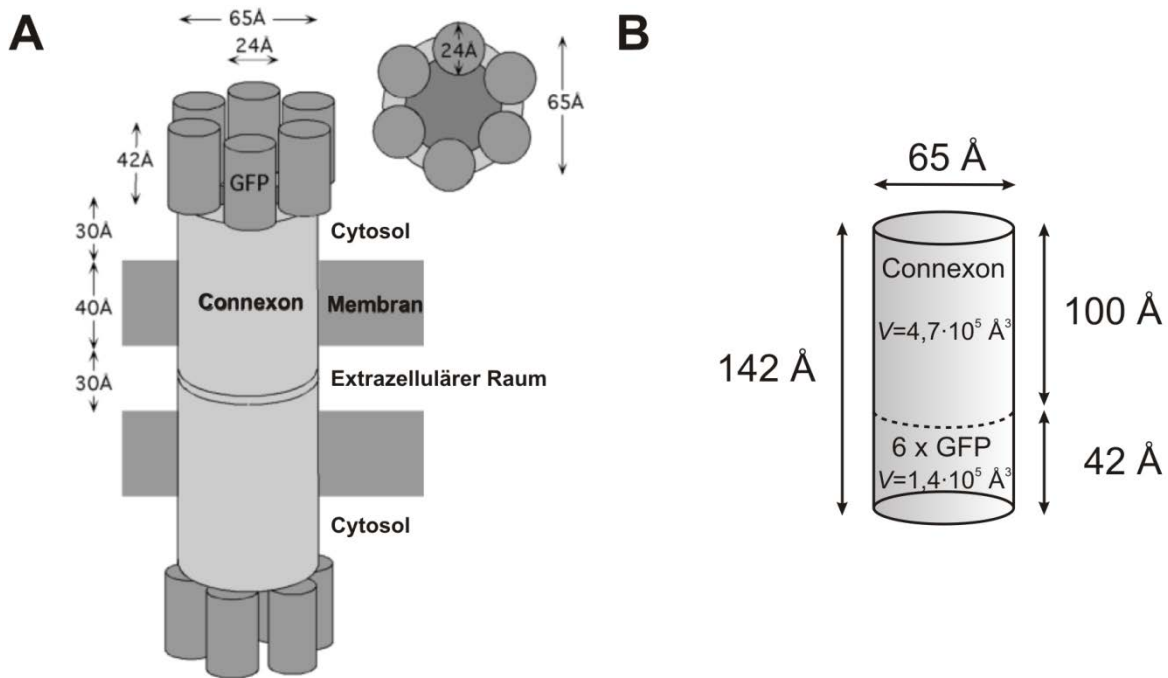 A
65Å
24Å
24Å
65Å
42Å
GFP
30Å
Cytosol
40Å
Connexon
Membran
30Å
Extrazellulärer Raum
Cytosol
B
65 Å
Connexon
V=4,7·10⁵ Å³
100 Å
142 Å
6 x GFP
V=1,4·10⁵ Å³
42 Å